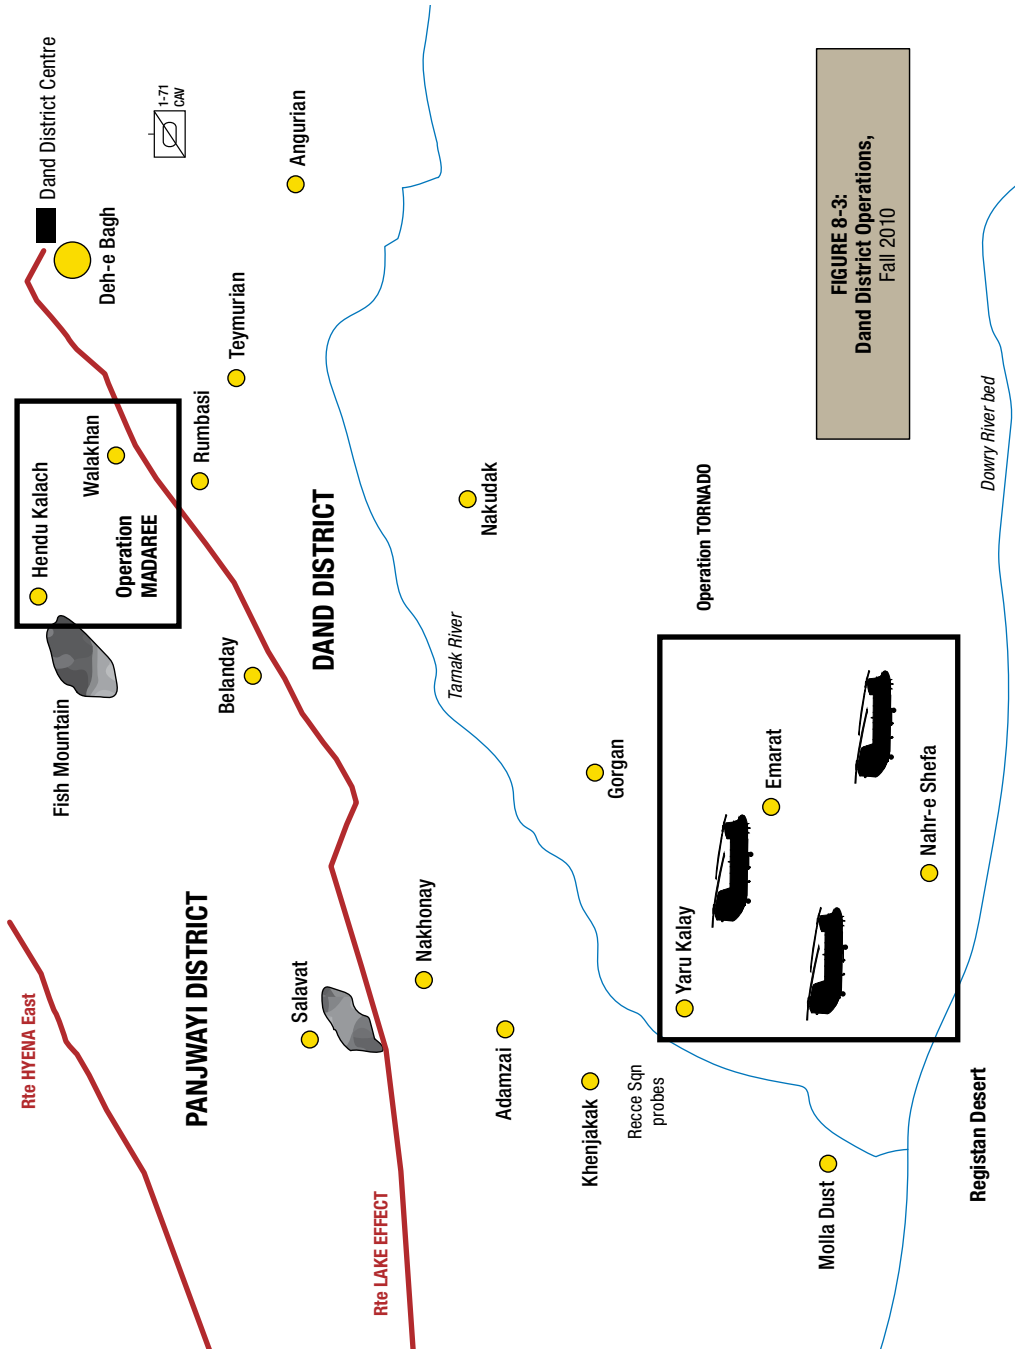 Rte HYENA East
PANJWAYI DISTRICT
Fish Mountain
Hendu Kalach
Walakhan
Operation
MADAREE
Deh-e Bagh
Dand District Centre
1-71
CAV
Rumbasi
Teymurian
Angurian
Belanday
DAND DISTRICT
Salavat
Rte LAKE EFFECT
Nakhonay
Adamzai
Tarnak River
Nakudak
Khenjakak
Recce Sqn
probes
Gorgan
Operation TORNADO
Yaru Kalay
Emarat
Nahr-e Shefa
Molla Dust
Registan Desert
Dowry River bed
FIGURE 8-3:
Dand District Operations,
Fall 2010